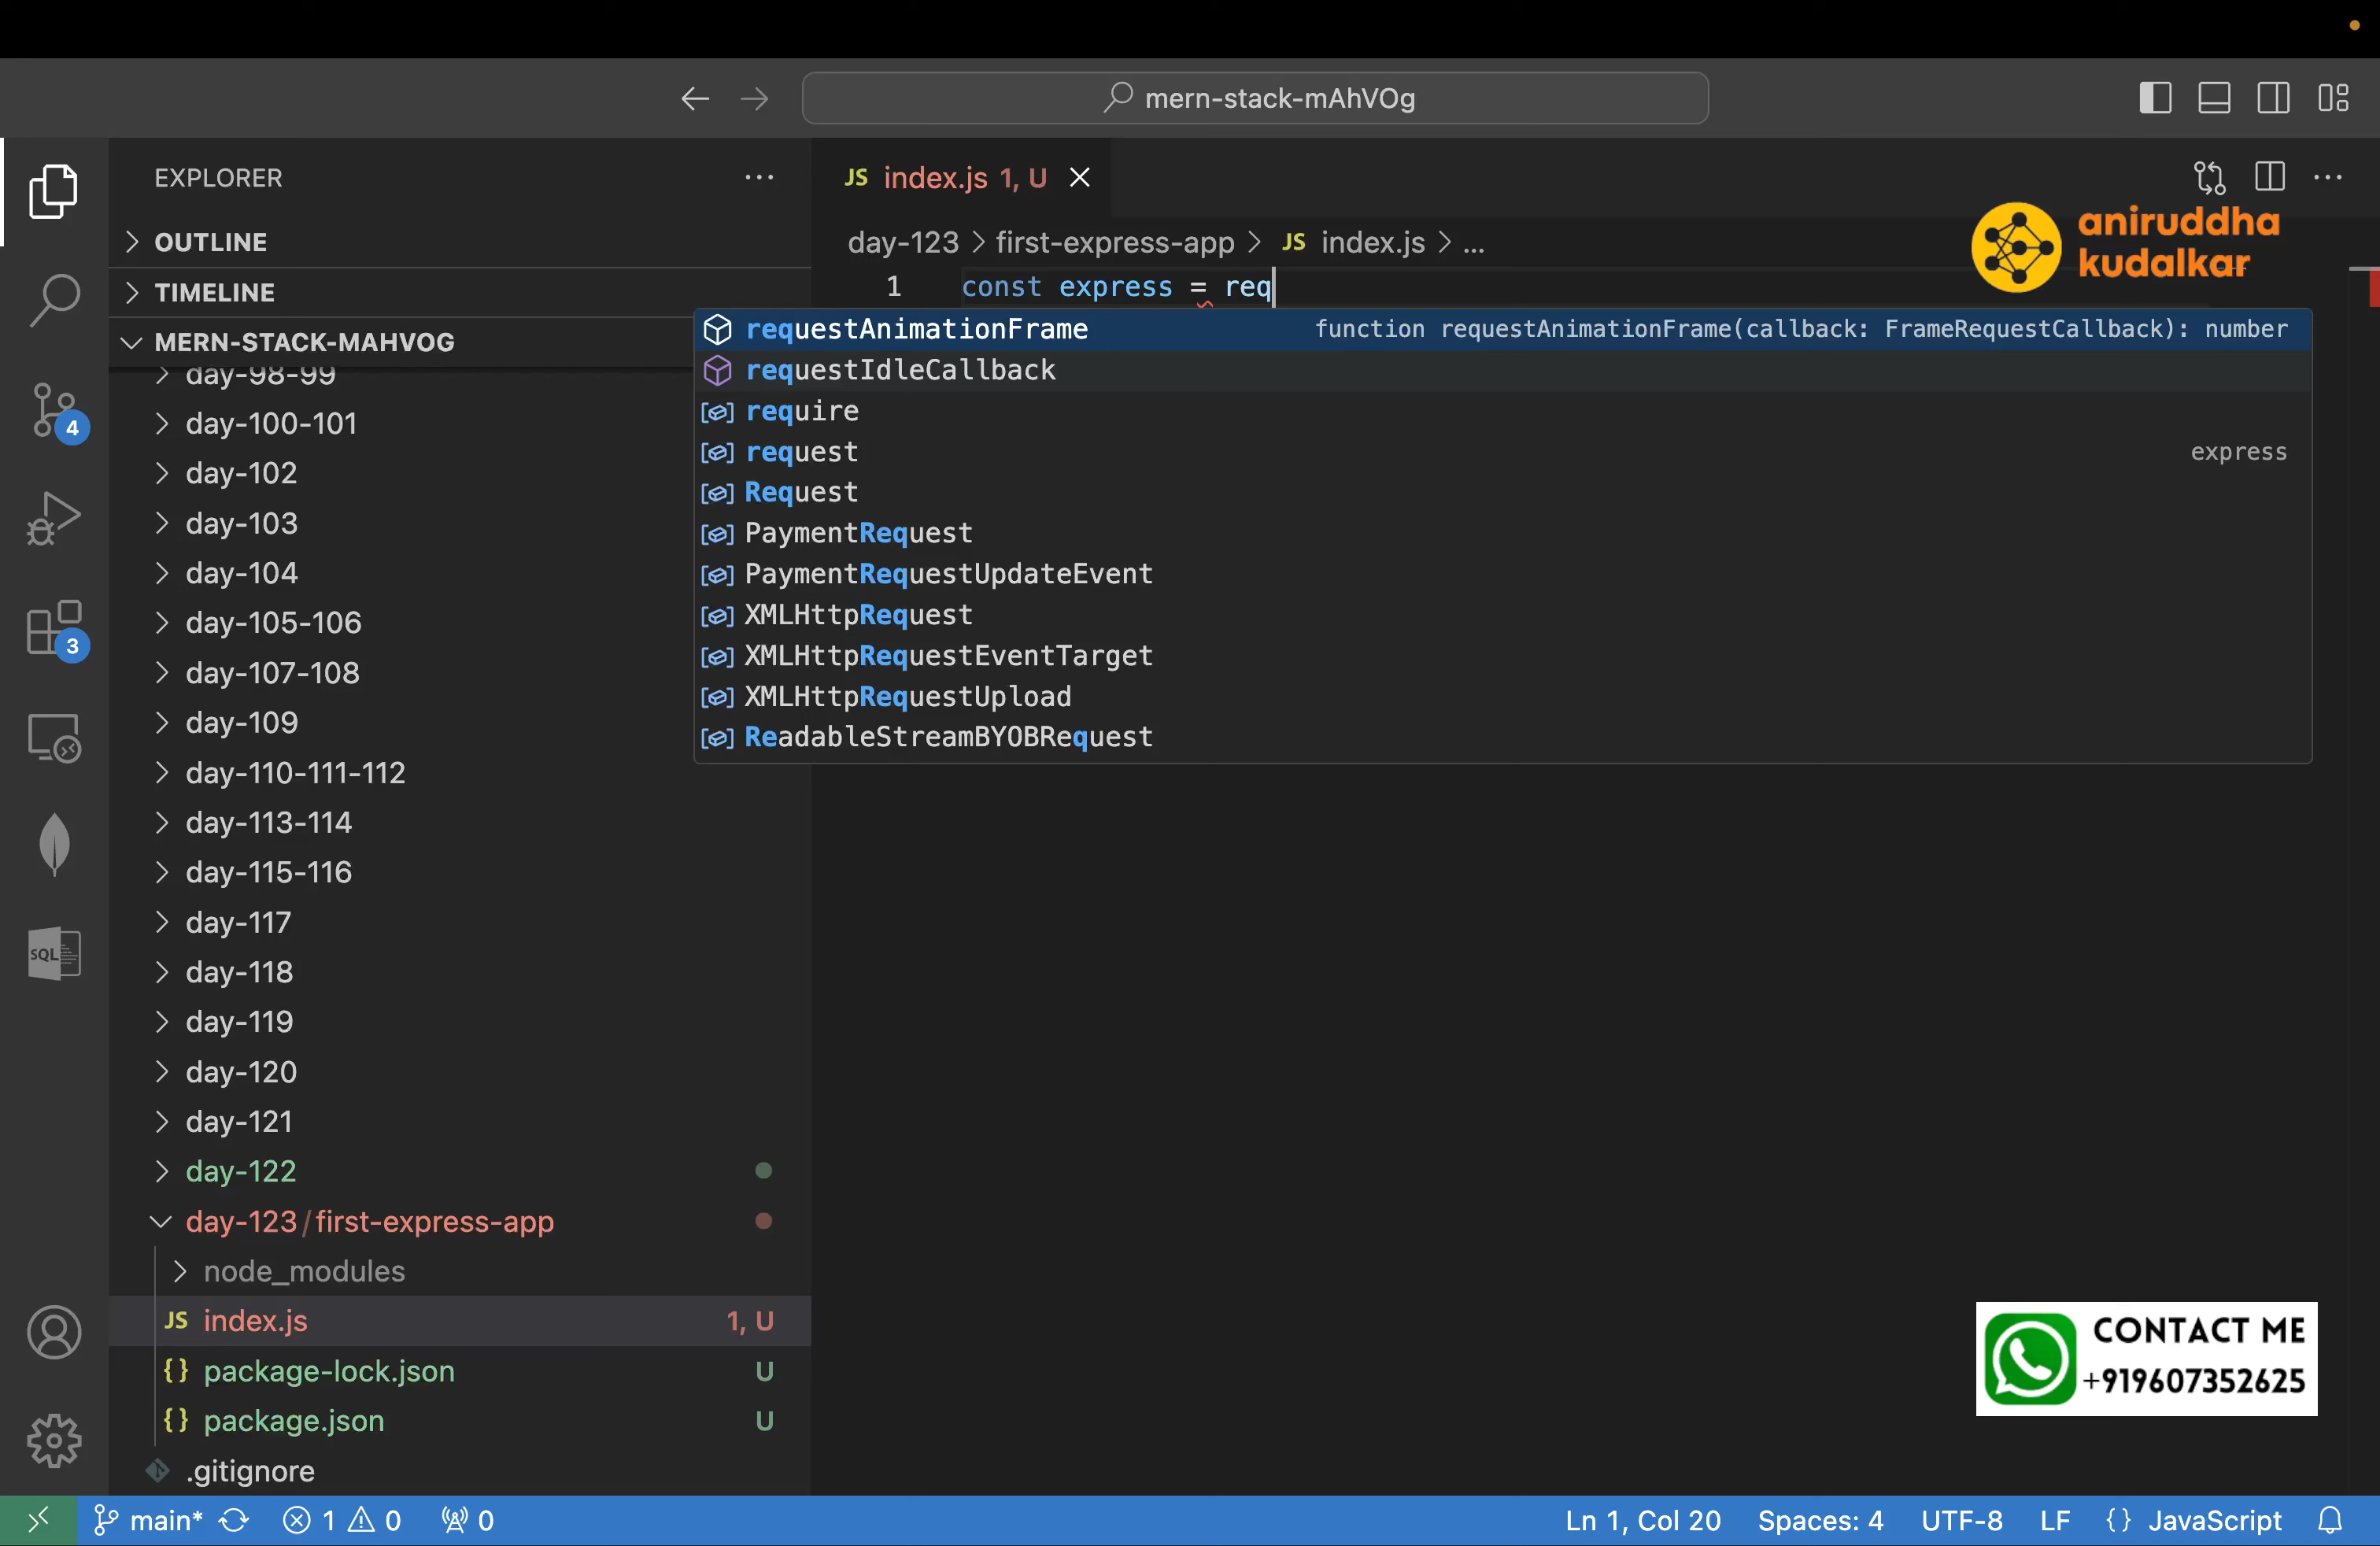 mern-stack-mAhVOg
EXPLORER
OUTLINE
TIMELINE
MERN-STACK-MAHVOG
day-98-99
day-100-101
day-102
day-103
day-104
day-105-106
day-107-108
day-109
day-110-111-112
day-113-114
day-115-116
day-117
day-118
day-119
day-120
day-121
day-122
day-123/first-express-app
node_modules
JS index.js 1, U
{} package-lock.json U
{} package.json U
.gitignore
4
3
SQL
JS index.js 1, U
day-123 > first-express-app > JS index.js > ...
1 const express = req
requestAnimationFrame function requestAnimationFrame(callback: FrameRequestCallback): number
requestIdleCallback
require
request express
Request
PaymentRequest
PaymentRequestUpdateEvent
XMLHttpRequest
XMLHttpRequestEventTarget
XMLHttpRequestUpload
ReadableStreamBYOBRequest
aniruddha
kudalkar
CONTACT ME
+919607352625
main* 1 0 0 Ln 1, Col 20 Spaces: 4 UTF-8 LF {} JavaScript